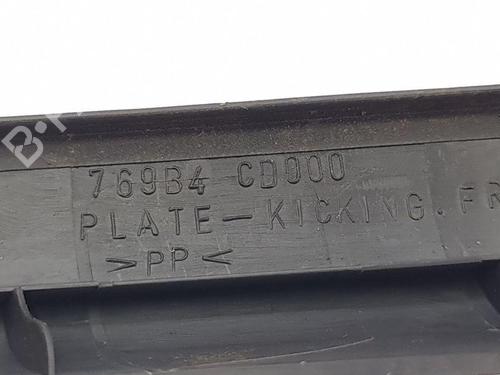 769B4 CD000
PLATE-KICKING.FR
>PP<